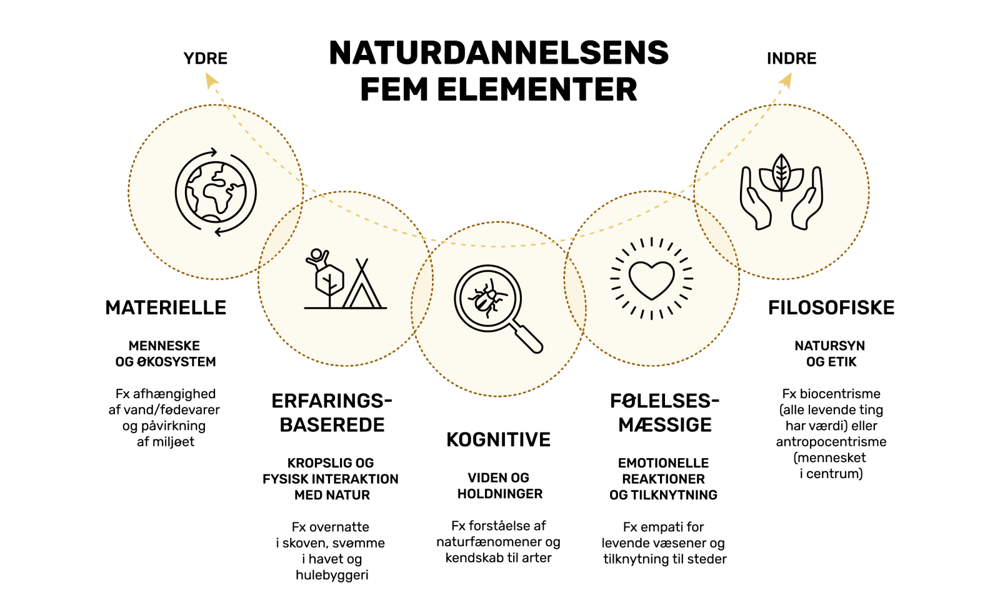 NATURDANNELSENS
FEM ELEMENTER
YDRE
INDRE
MATERIELLE
MENNESKE
OG ØKOSYSTEM
Fx afhængighed
af vand/fødevarer
og påvirkning
af miljøet
ERFARINGS-
BASEREDE
KROPSLIG OG
FYSISK INTERAKTION
MED NATUR
Fx overnatte
i skoven, svømme
i havet og
hulebyggeri
KOGNITIVE
VIDEN OG
HOLDNINGER
Fx forståelse af
naturfænomener og
kendskab til arter
FØLELSES-
MÆSSIGE
EMOTIONELLE
REAKTIONER
OG TILKNYTNING
Fx empati for
levende væsener og
tilknytning til steder
FILOSOFISKE
NATURSYN
OG ETIK
Fx biocentrisme
(alle levende ting
har værdi) eller
antropocentrisme
(mennesket
i centrum)